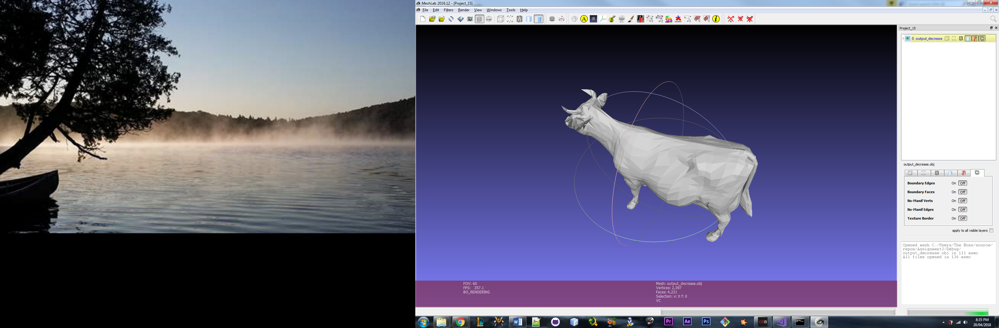 MeshLab 2016.12 - [Project_15]
File Edit Filters Render View Windows Tools Help
Project_15
0 output_decrease
output_decrease.obj
Boundary Edges On Off
Boundary Faces On Off
No-Manif Verts On Off
No-Manif Edges On Off
Texture Border On Off
apply to all visible layers
Opened mesh C:/Users/The Boss/source/
repos/Assignment2/Debug/
output_decrease.obj in 111 msec
All files opened in 136 msec
FOV: 60
FPS: 357.1
BO_RENDERING
Mesh: output_decrease.obj
Vertices: 2,397
Faces: 4,221
Selection: v: 0 f: 0
VC
Pr Ae Ps OSB
8:35 PM
20/04/2018